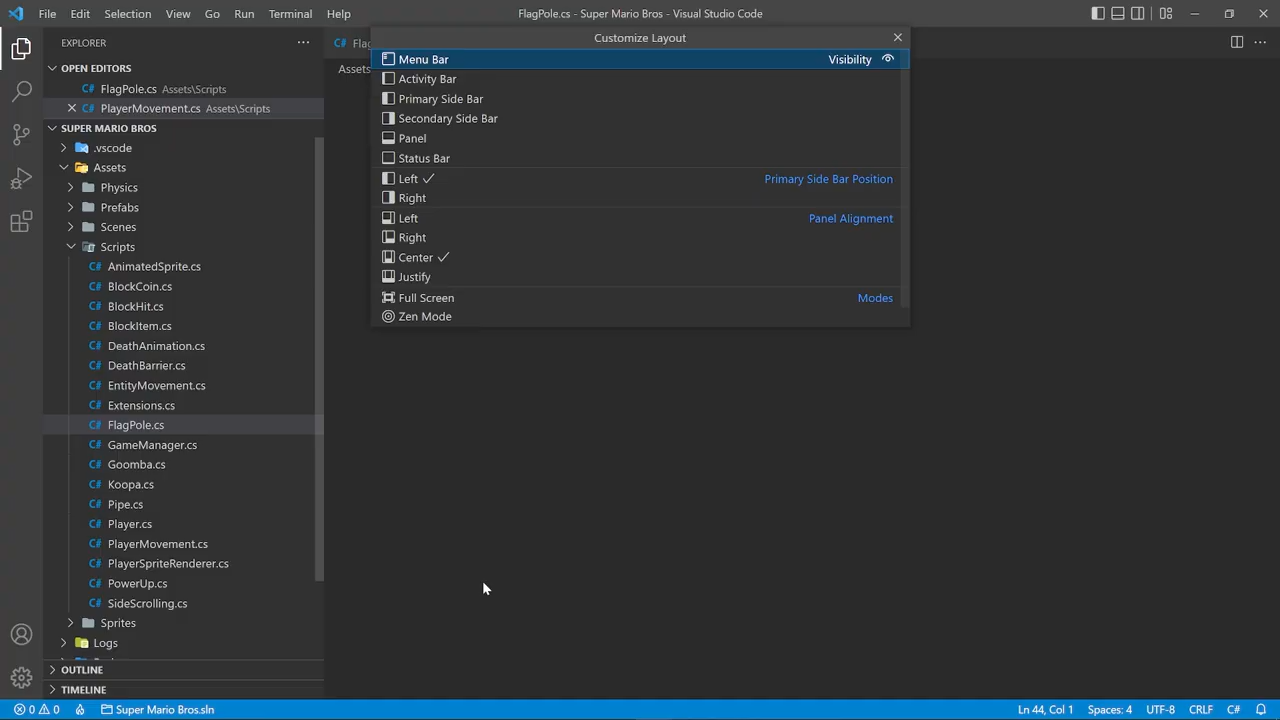 File Edit Selection View Go Run Terminal Help
FlagPole.cs - Super Mario Bros - Visual Studio Code
EXPLORER
OPEN EDITORS
C# FlagPole.cs Assets\Scripts
C# PlayerMovement.cs Assets\Scripts
SUPER MARIO BROS
.vscode
Assets
Physics
Prefabs
Scenes
Scripts
C# AnimatedSprite.cs
C# BlockCoin.cs
C# BlockHit.cs
C# BlockItem.cs
C# DeathAnimation.cs
C# DeathBarrier.cs
C# EntityMovement.cs
C# Extensions.cs
C# FlagPole.cs
C# GameManager.cs
C# Goomba.cs
C# Koopa.cs
C# Pipe.cs
C# Player.cs
C# PlayerMovement.cs
C# PlayerSpriteRenderer.cs
C# PowerUp.cs
C# SideScrolling.cs
Sprites
Logs
OUTLINE
TIMELINE
C# Flag
Assets
Customize Layout
Menu Bar Visibility
Activity Bar
Primary Side Bar
Secondary Side Bar
Panel
Status Bar
Left Primary Side Bar Position
Right
Left Panel Alignment
Right
Center
Justify
Full Screen Modes
Zen Mode
0 0 Super Mario Bros.sln Ln 44, Col 1 Spaces: 4 UTF-8 CRLF C#